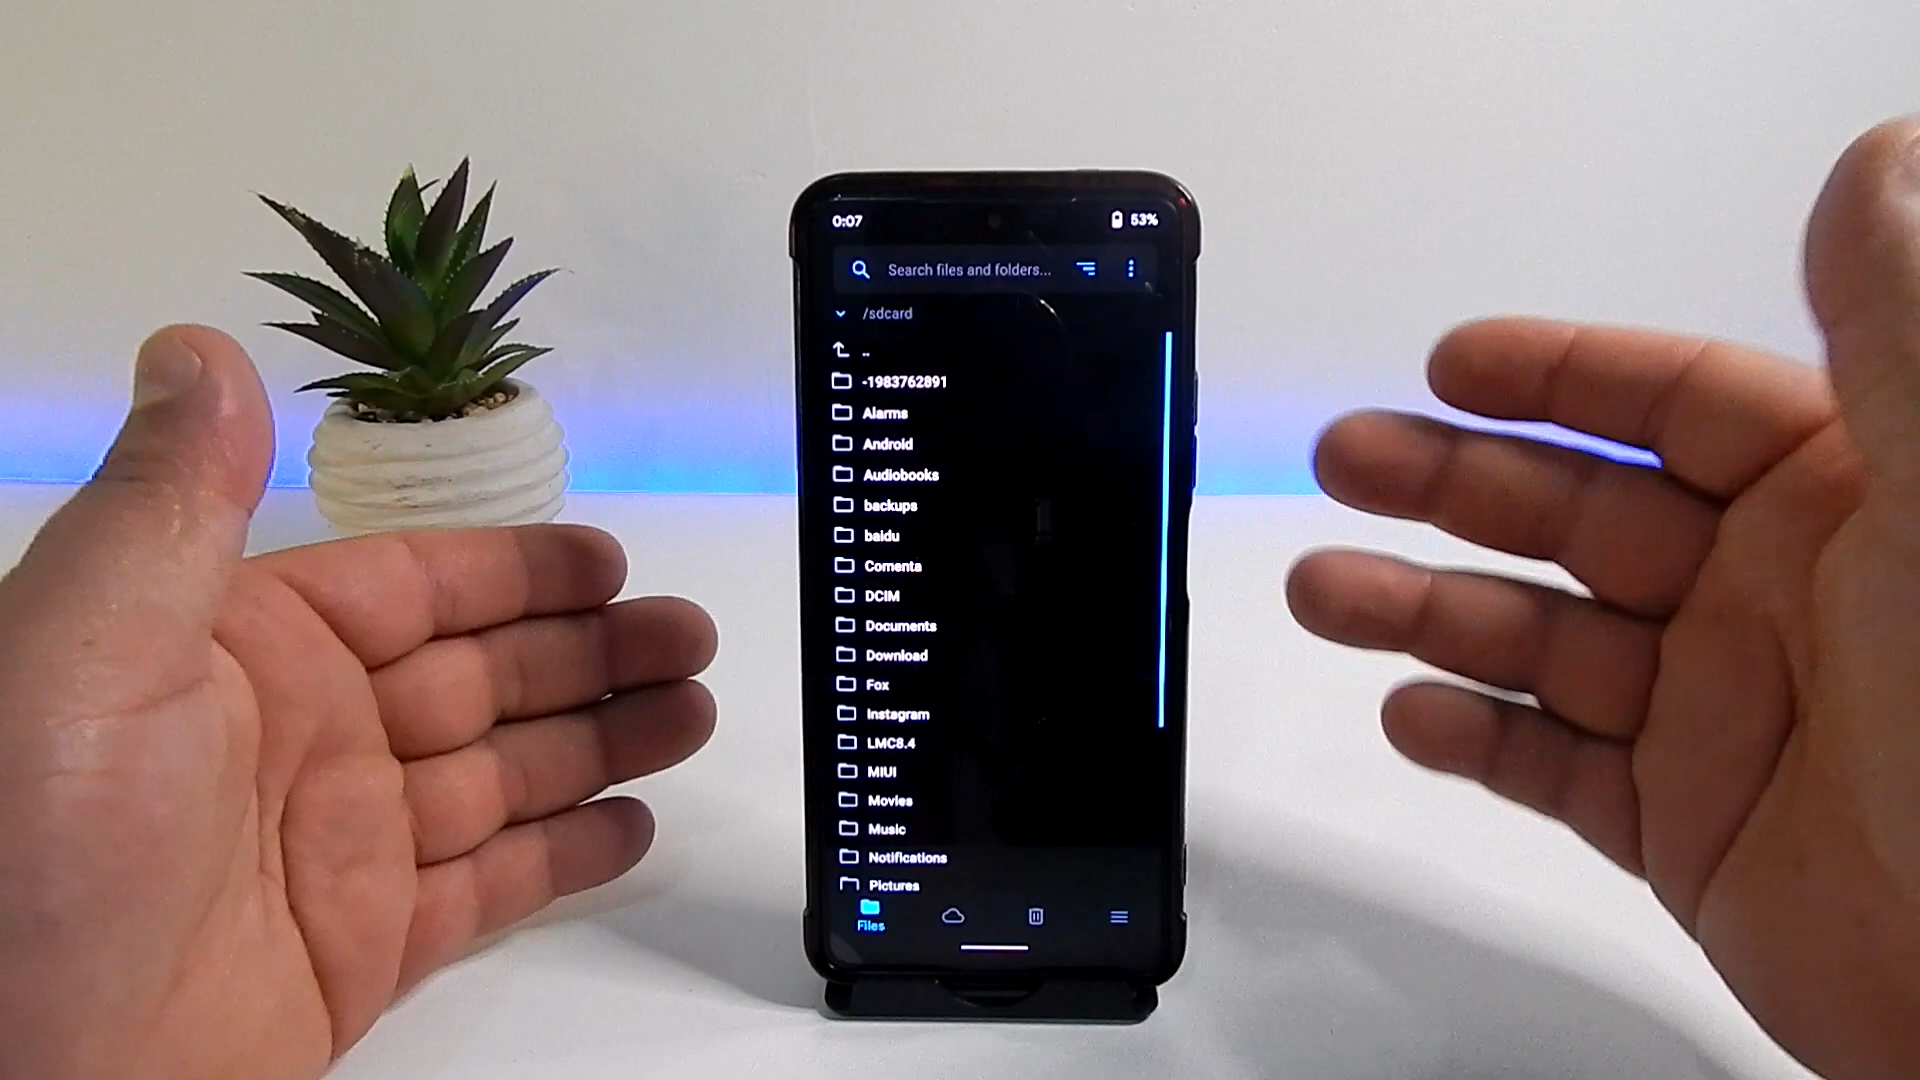 0:07 53%
Search files and folders...
/sdcard
..
-1983762891
Alarms
Android
Audiobooks
backups
baidu
Comenta
DCIM
Documents
Download
Fox
Instagram
LMC8.4
MIUI
Movies
Music
Notifications
Pictures
Files